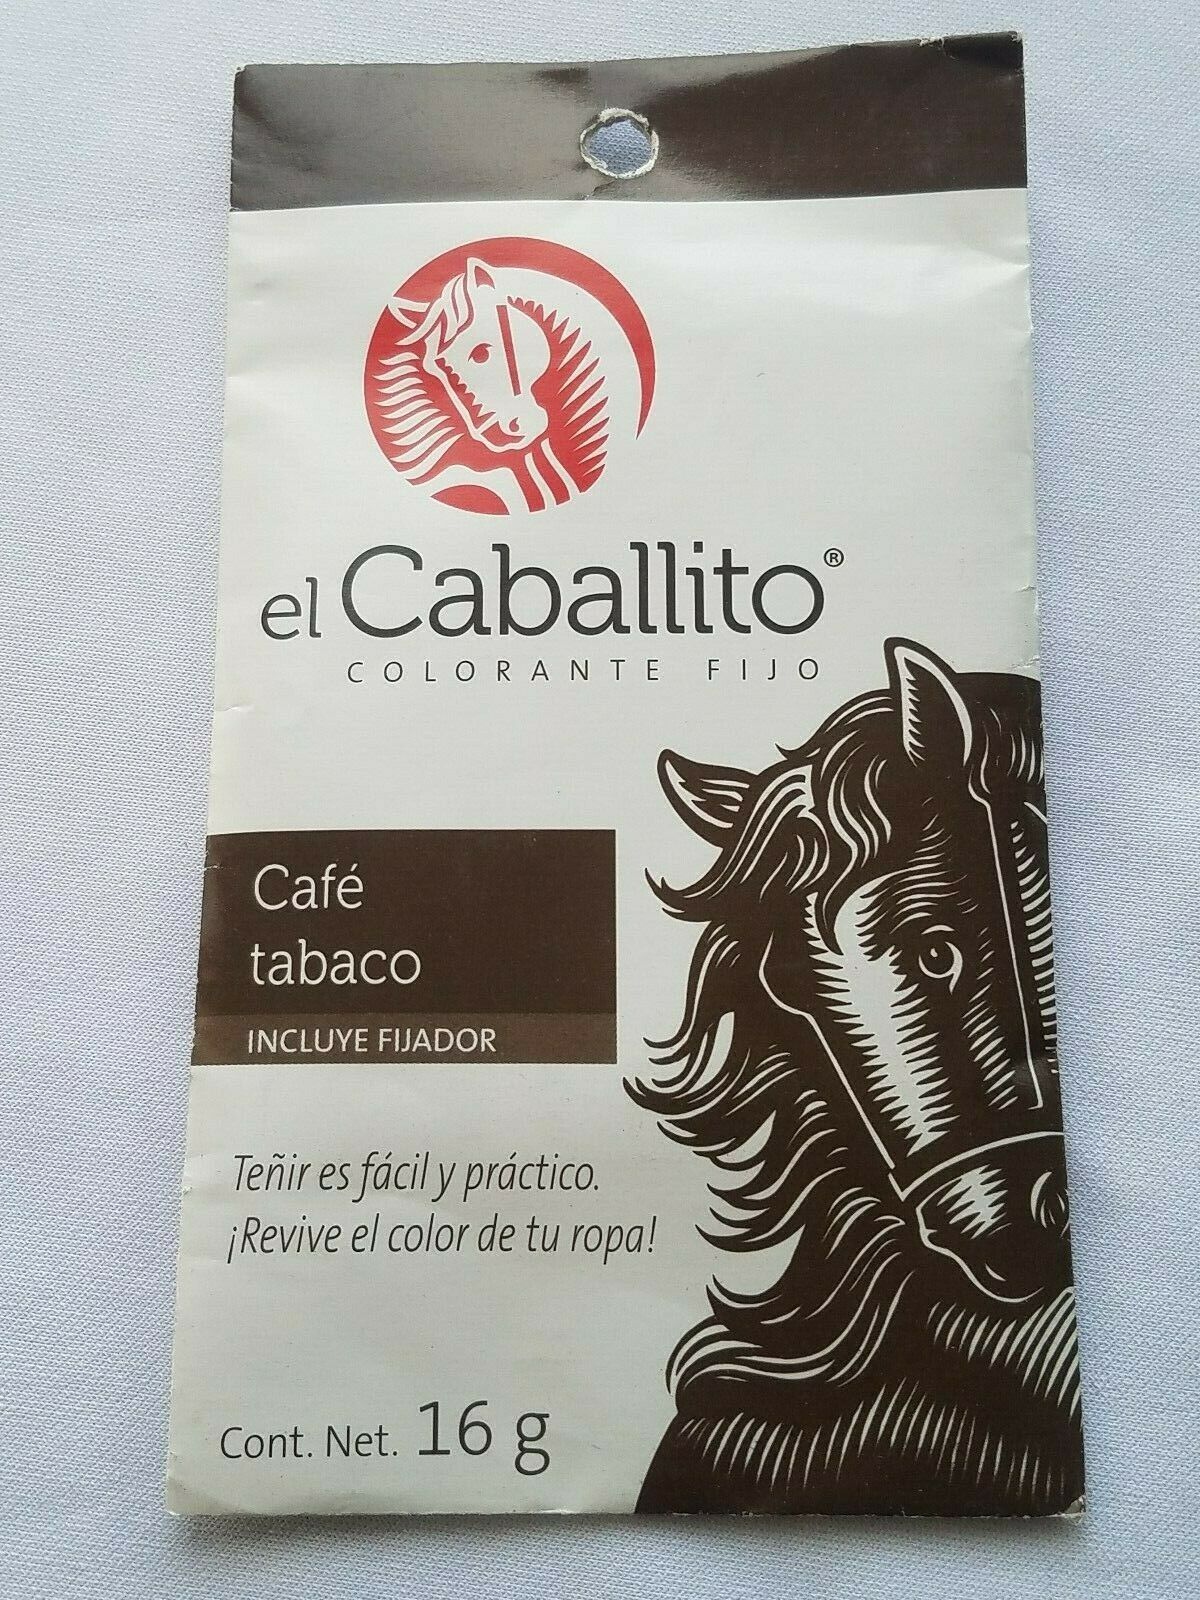 el Caballito®
COLORANTE FIJO
Café
tabaco
INCLUYE FIJADOR
Teñir es fácil y práctico.
¡Revive el color de tu ropa!
Cont. Net. 16 g